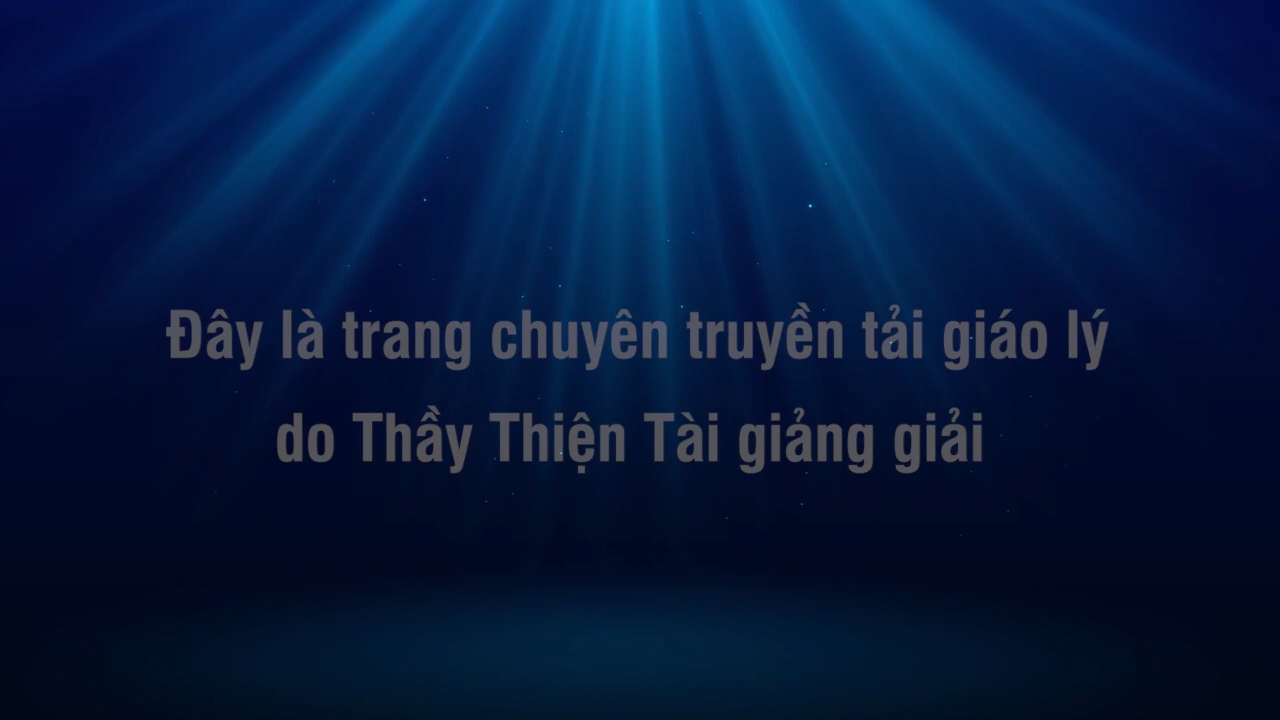 Đây là trang chuyên truyền tải giáo lý
do Thầy Thiện Tài giảng giải